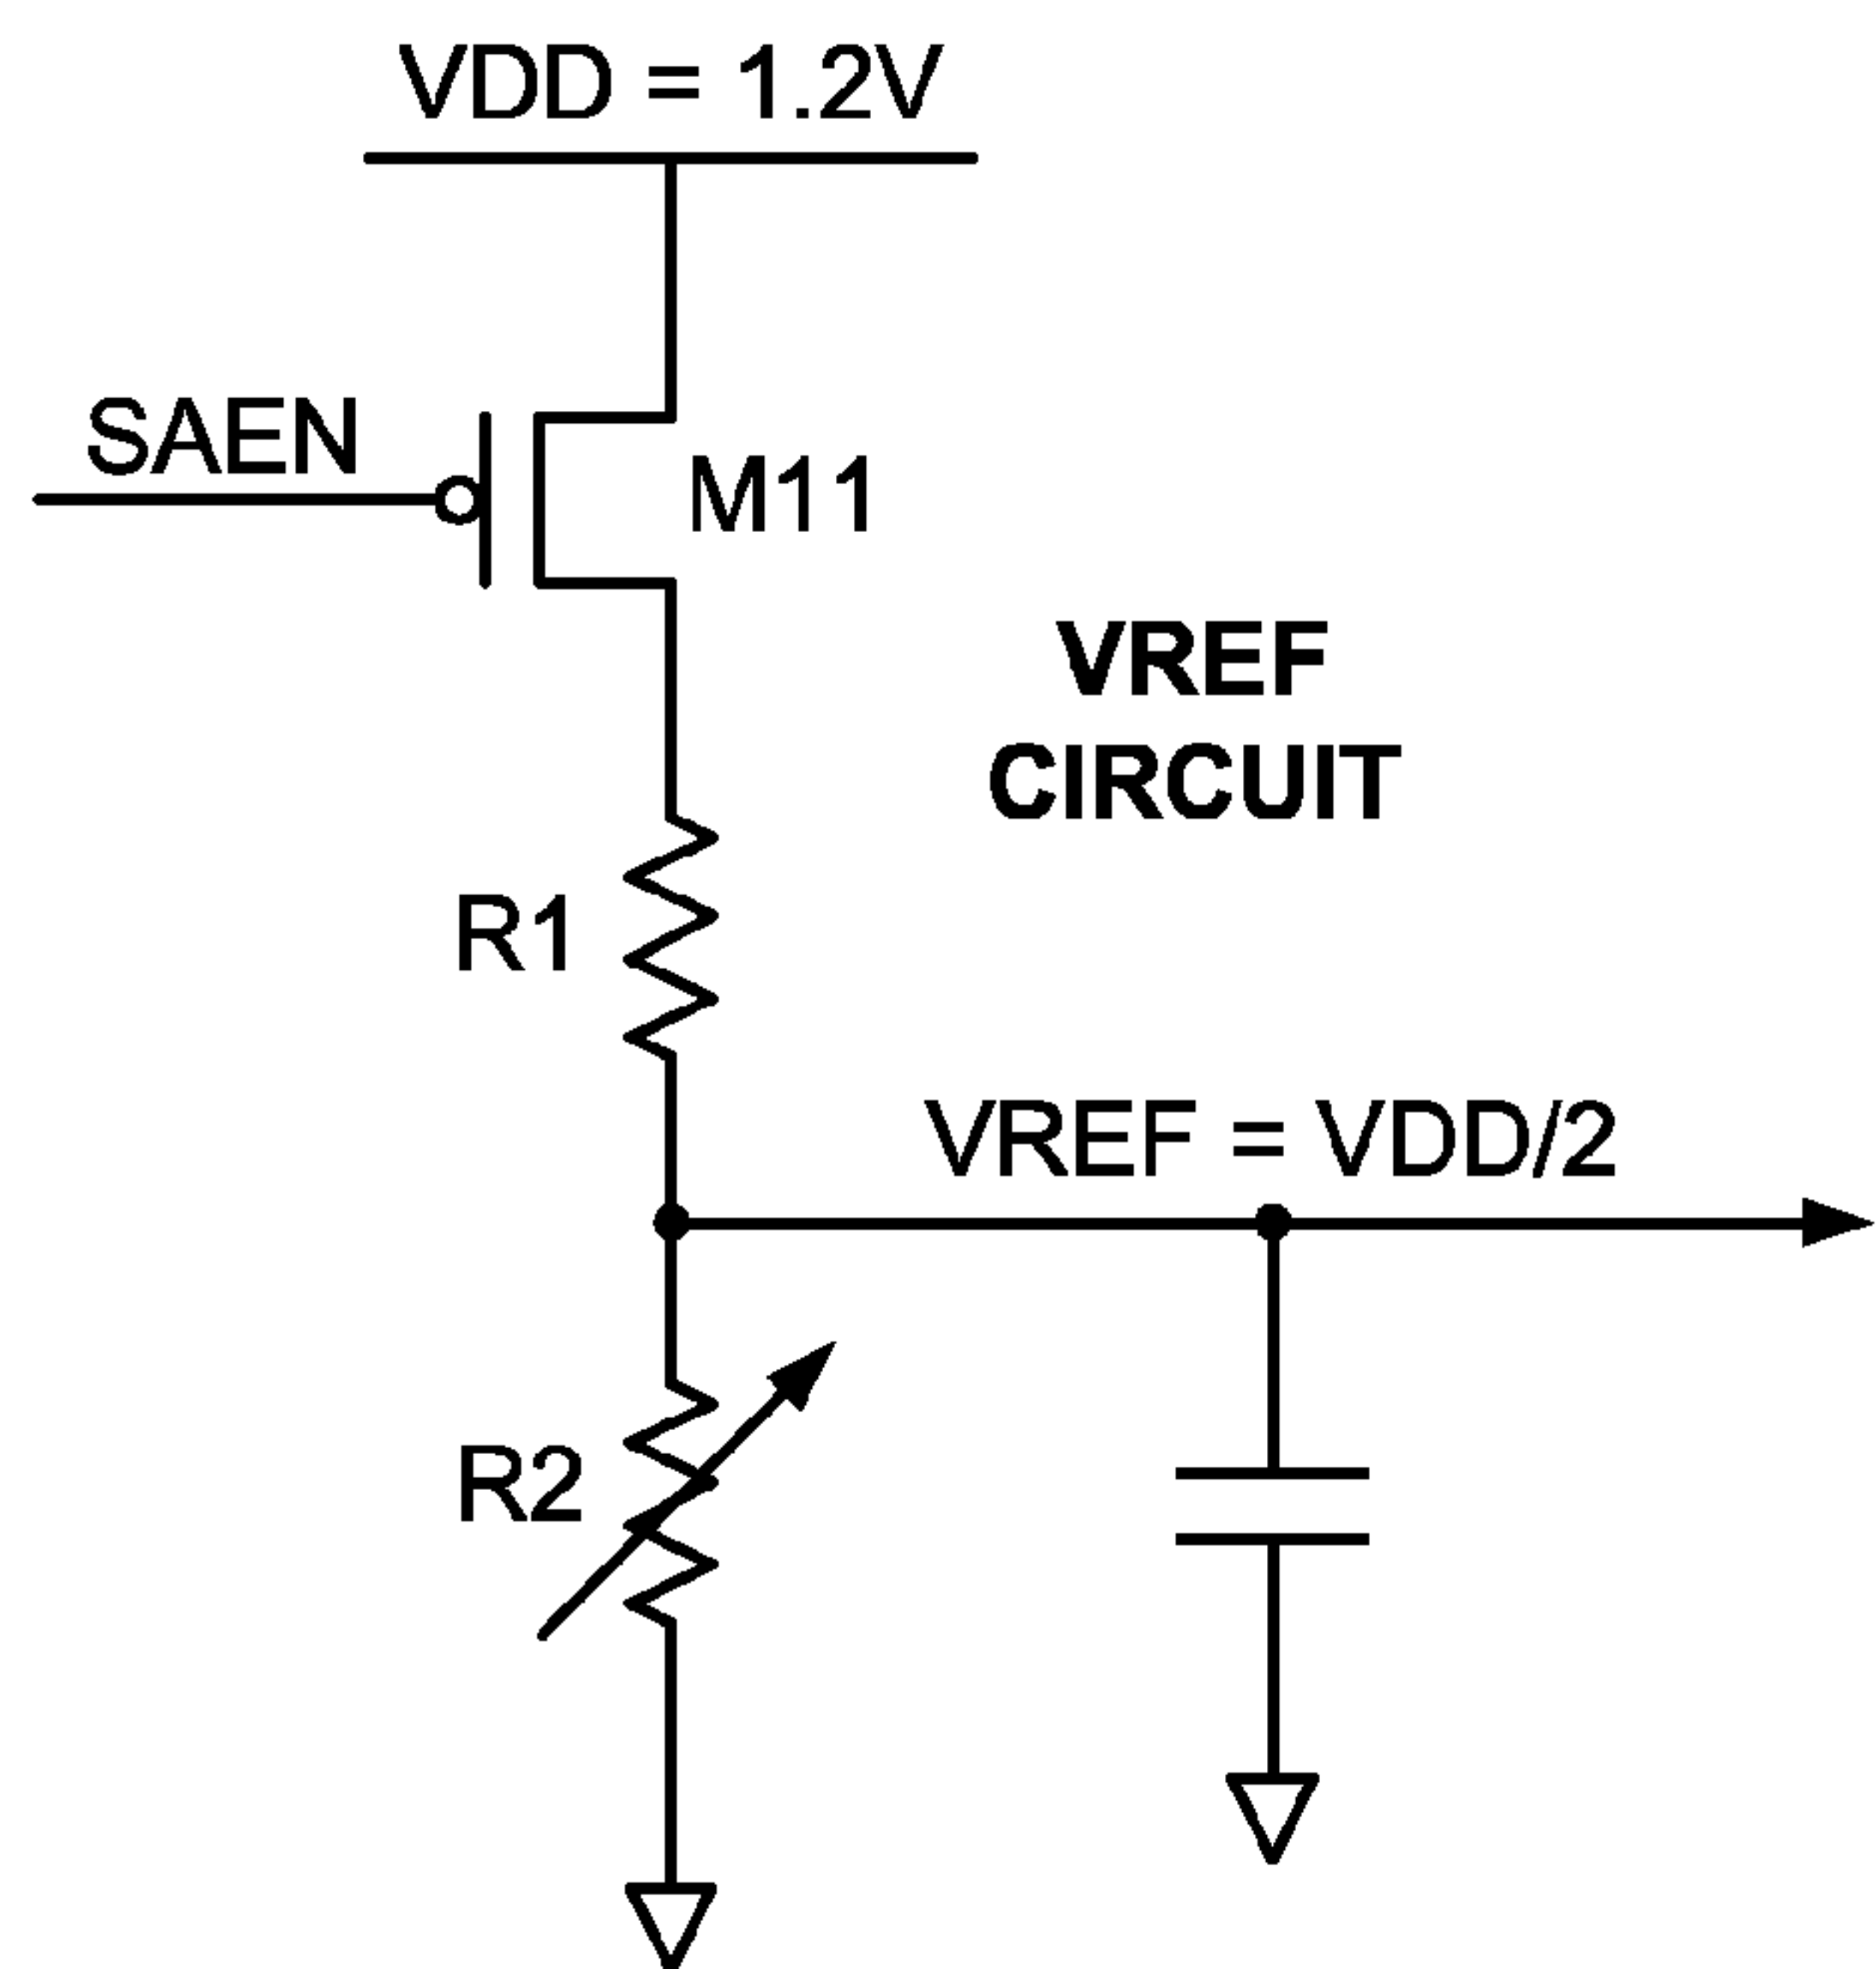 VDD = 1.2V
SAEN
M11
VREF
CIRCUIT
R1
VREF = VDD/2
R2